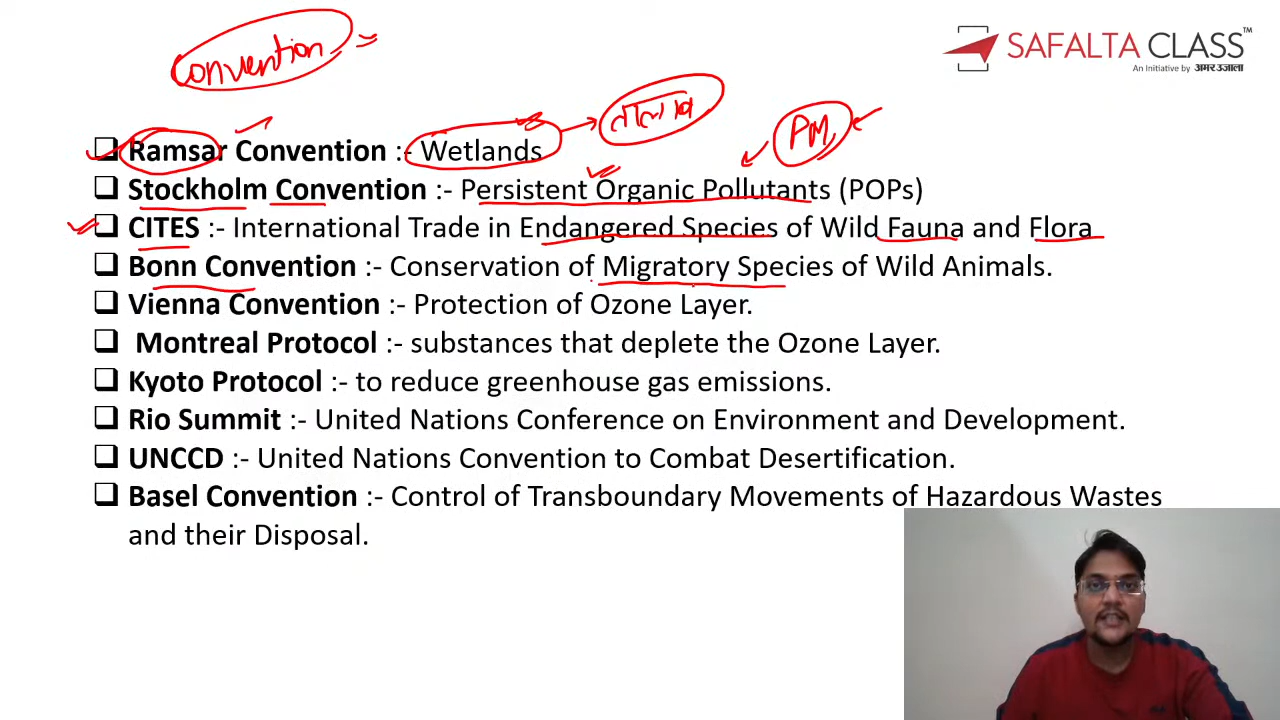 Convention
SAFALTA CLASS™
An Initiative by अमर उजाला
तालाब
PM
❑ Ramsar Convention :- Wetlands
❑ Stockholm Convention :- Persistent Organic Pollutants (POPs)
❑ CITES :- International Trade in Endangered Species of Wild Fauna and Flora
❑ Bonn Convention :- Conservation of Migratory Species of Wild Animals.
❑ Vienna Convention :- Protection of Ozone Layer.
❑ Montreal Protocol :- substances that deplete the Ozone Layer.
❑ Kyoto Protocol :- to reduce greenhouse gas emissions.
❑ Rio Summit :- United Nations Conference on Environment and Development.
❑ UNCCD :- United Nations Convention to Combat Desertification.
❑ Basel Convention :- Control of Transboundary Movements of Hazardous Wastes
and their Disposal.